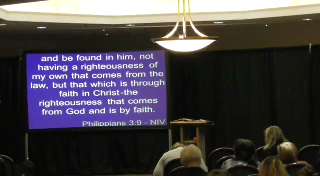 and be found in him, not
having a righteousness of
my own that comes from the
law, but that which is through
faith in Christ-the
righteousness that comes
from God and is by faith.
Philippians 3:9 - NIV